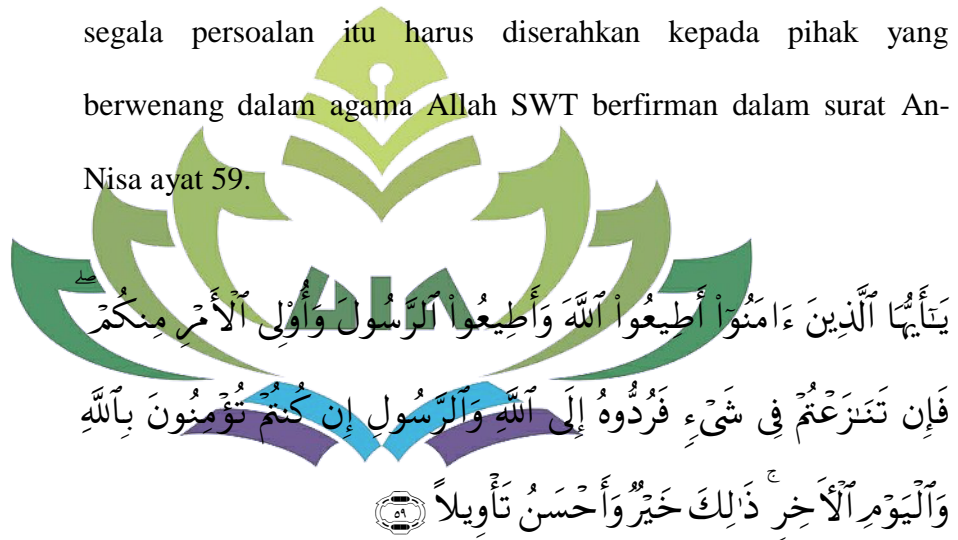 segala persoalan itu harus diserahkan kepada pihak yang
berwenang dalam agama Allah SWT berfirman dalam surat An-
Nisa ayat 59.
يَـٰٓأَيُّهَا ٱلَّذِينَ ءَامَنُوٓا۟ أَطِيعُوا۟ ٱللَّهَ وَأَطِيعُوا۟ ٱلرَّسُولَ وَأُو۟لِى ٱلْأَمْرِ مِنكُمْ ۖ
فَإِن تَنَـٰزَعْتُمْ فِى شَىْءٍ فَرُدُّوهُ إِلَى ٱللَّهِ وَٱلرَّسُولِ إِن كُنتُمْ تُؤْمِنُونَ بِٱللَّهِ
وَٱلْيَوْمِ ٱلْـَٔاخِرِ ۚ ذَٰلِكَ خَيْرٌ وَأَحْسَنُ تَأْوِيلاً ﴿٥٩﴾